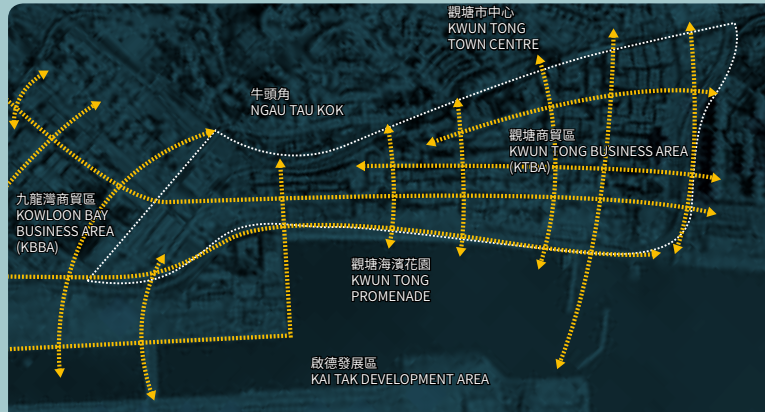 觀塘市中心
KWUN TONG
TOWN CENTRE
牛頭角
NGAU TAU KOK
觀塘商貿區
KWUN TONG BUSINESS AREA
(KTBA)
九龍灣商貿區
KOWLOON BAY
BUSINESS AREA
(KBBA)
觀塘海濱花園
KWUN TONG
PROMENADE
啟德發展區
KAI TAK DEVELOPMENT AREA